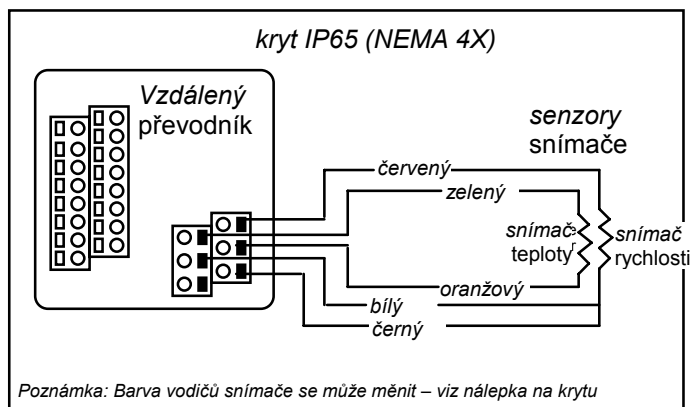 kryt IP65 (NEMA 4X)
Vzdálený
převodník
senzory
snímače
červený
zelený
snímač
teploty
snímač
rychlosti
oranžový
bílý
černý
Poznámka: Barva vodičů snímače se může měnit – viz nálepka na krytu